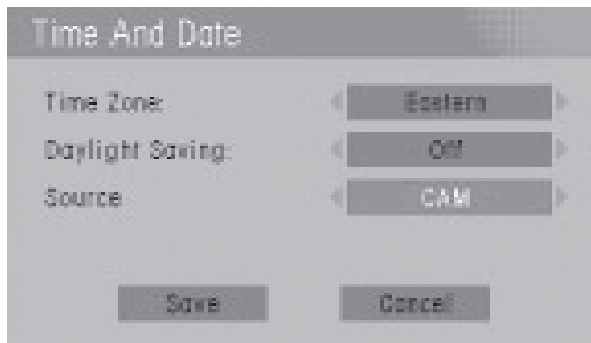 Time And Date
Time Zone: Eastern
Daylight Saving: Off
Source CAM
Save Cancel